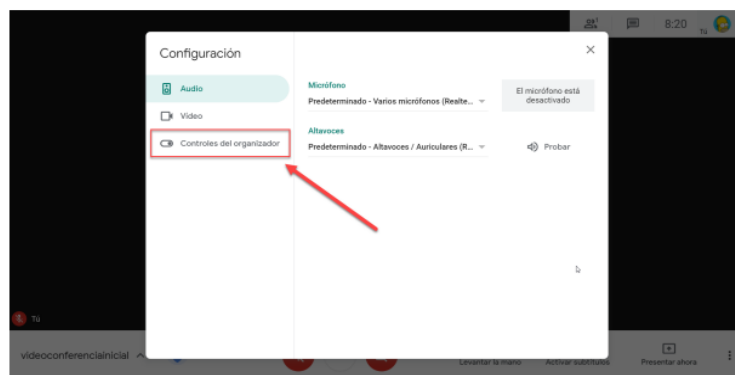 8:20
Tú
Configuración
Audio
Vídeo
Controles del organizador
Micrófono
Predeterminado - Varios micrófonos (Realte...
El micrófono está
desactivado
Altavoces
Predeterminado - Altavoces / Auriculares (R...
Probar
Tú
videoconferenciainicial
Levantar la mano
Activar subtítulos
Presentar ahora